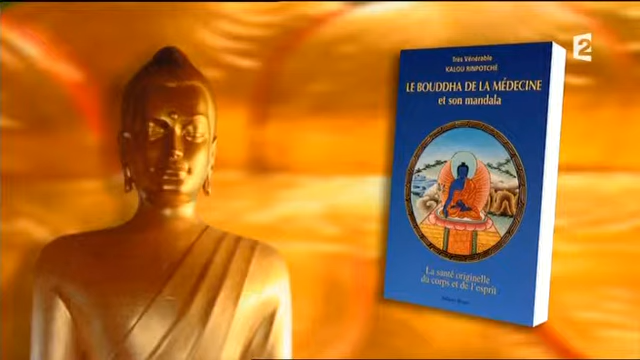 2
Très Vénérable
KALOU RINPOTCHÉ
LE BOUDDHA DE LA MÉDECINE
et son mandala
La santé originelle
du corps et de l'esprit